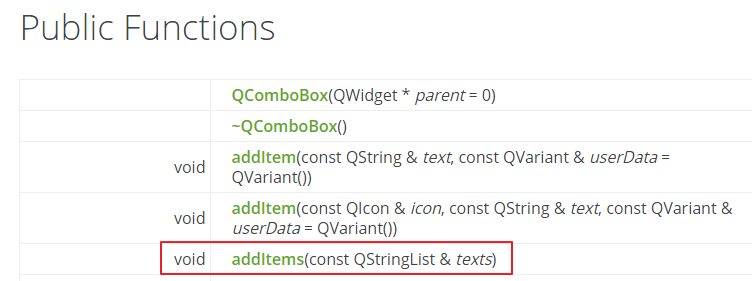 Public Functions
QComboBox(QWidget * parent = 0)
~QComboBox()
void addItem(const QString & text, const QVariant & userData =
QVariant())
void addItem(const QIcon & icon, const QString & text, const QVariant &
userData = QVariant())
void addItems(const QStringList & texts)